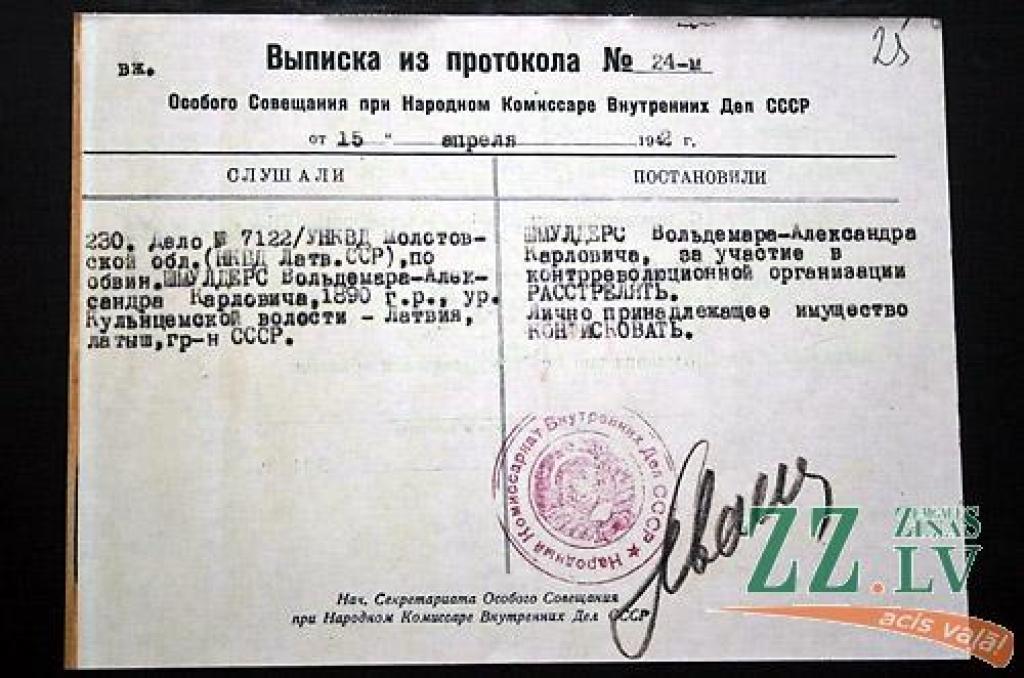 25
вж.
Выписка из протокола № 24-м
Особого Совещания при Народном Комиссаре Внутренних Дел СССР
от 15 " апреля 1942 г.
СЛУШАЛИ
230. Дело № 7122/УНКВД Молотов-
ской обл.(НКВД Латв.ССР),по
обвин.ШМУЛДЕРС Вольдемара-Алек-
сандра Карловича,1890 г.р., ур.
Кульнцемской волости - Латвия,
латыш,гр-н СССР.
ПОСТАНОВИЛИ
ШМУЛДЕРС Вольдемара-Александра
Карловича, за участие в
контрреволюционной организации
РАССТРЕЛЯТЬ.
Лично принадлежащее имущество
КОНФИСКОВАТЬ.
Народный Комиссариат Внутренних Дел СССР
Нач. Секретариата Особого Совещания
при Народном Комиссаре Внутренних Дел СССР
ZZ.LV
ZEMGALES
ZIŅAS
acis vaļā!